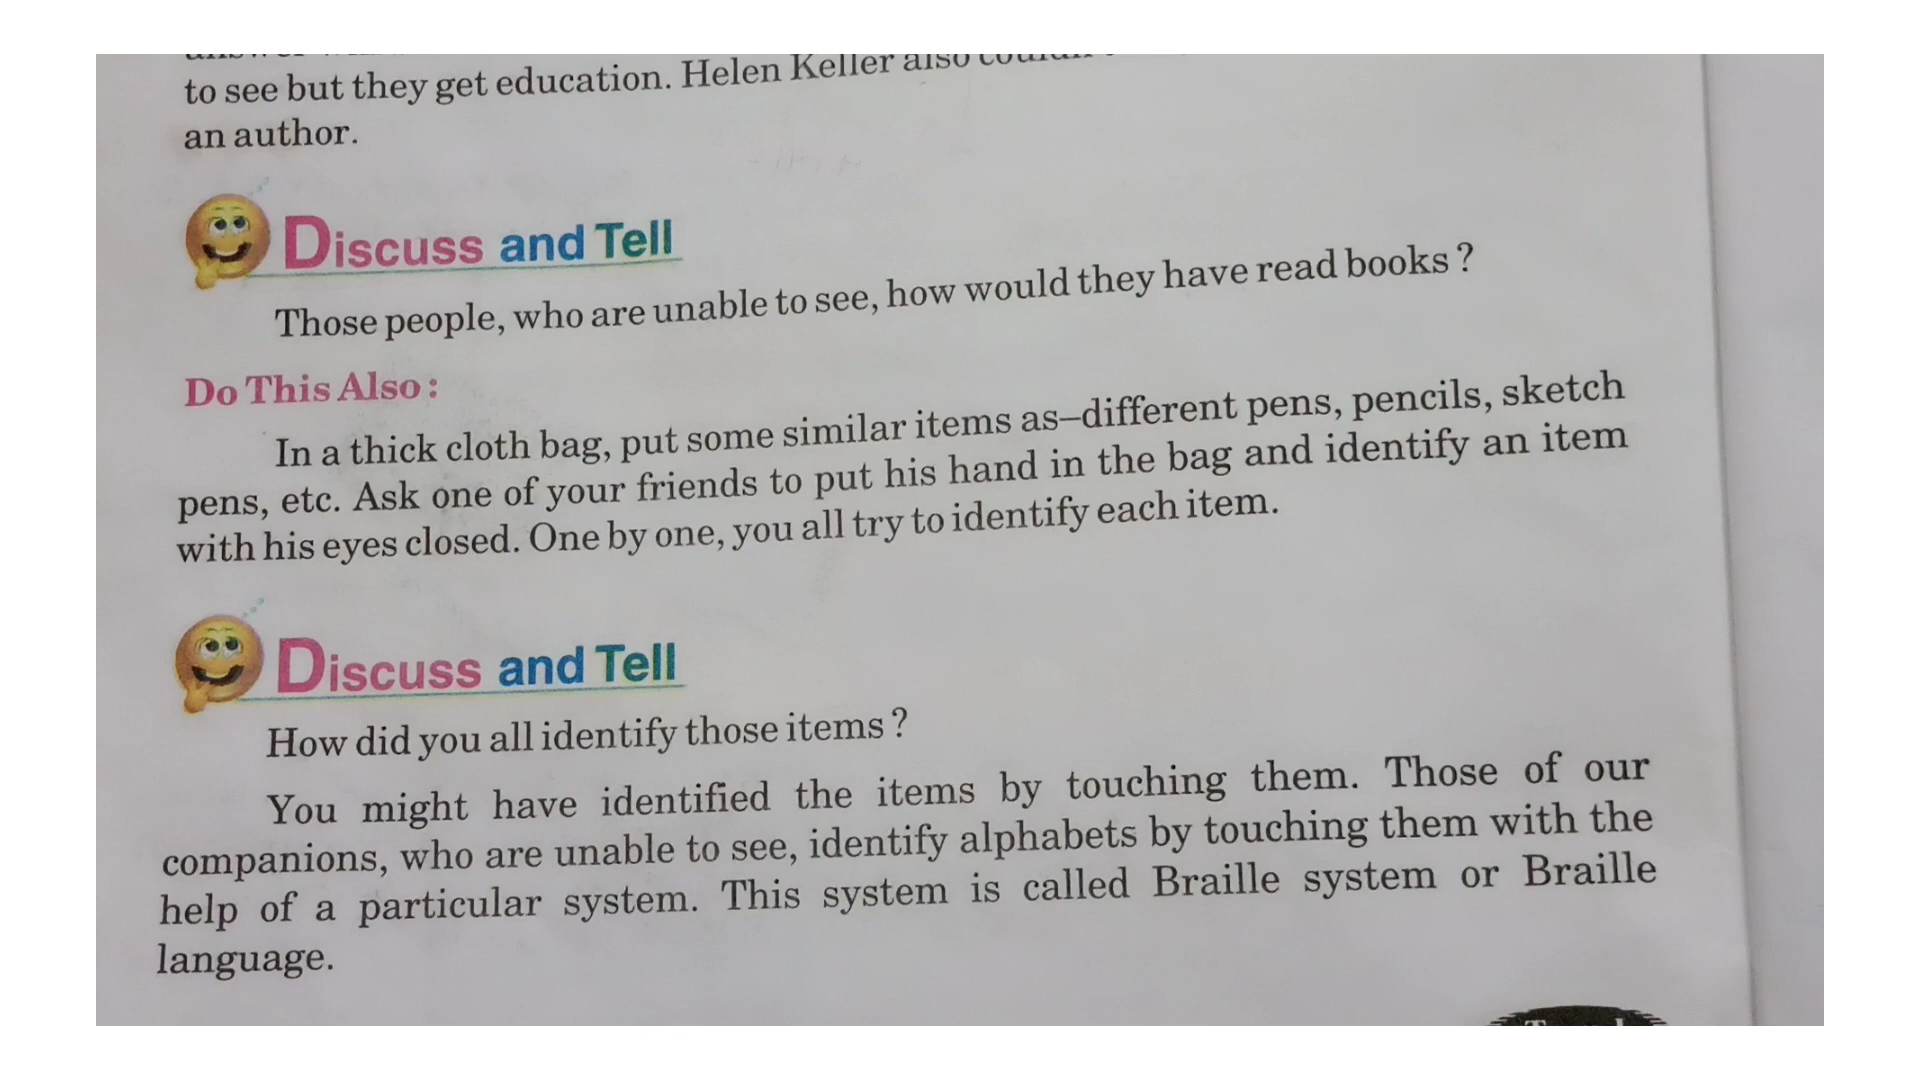 to see but they get education. Helen Keller also
an author.
Discuss and Tell
Those people, who are unable to see, how would they have read books ?
Do This Also :
In a thick cloth bag, put some similar items as–different pens, pencils, sketch
pens, etc. Ask one of your friends to put his hand in the bag and identify an item
with his eyes closed. One by one, you all try to identify each item.
Discuss and Tell
How did you all identify those items ?
You might have identified the items by touching them. Those of our
companions, who are unable to see, identify alphabets by touching them with the
help of a particular system. This system is called Braille system or Braille
language.